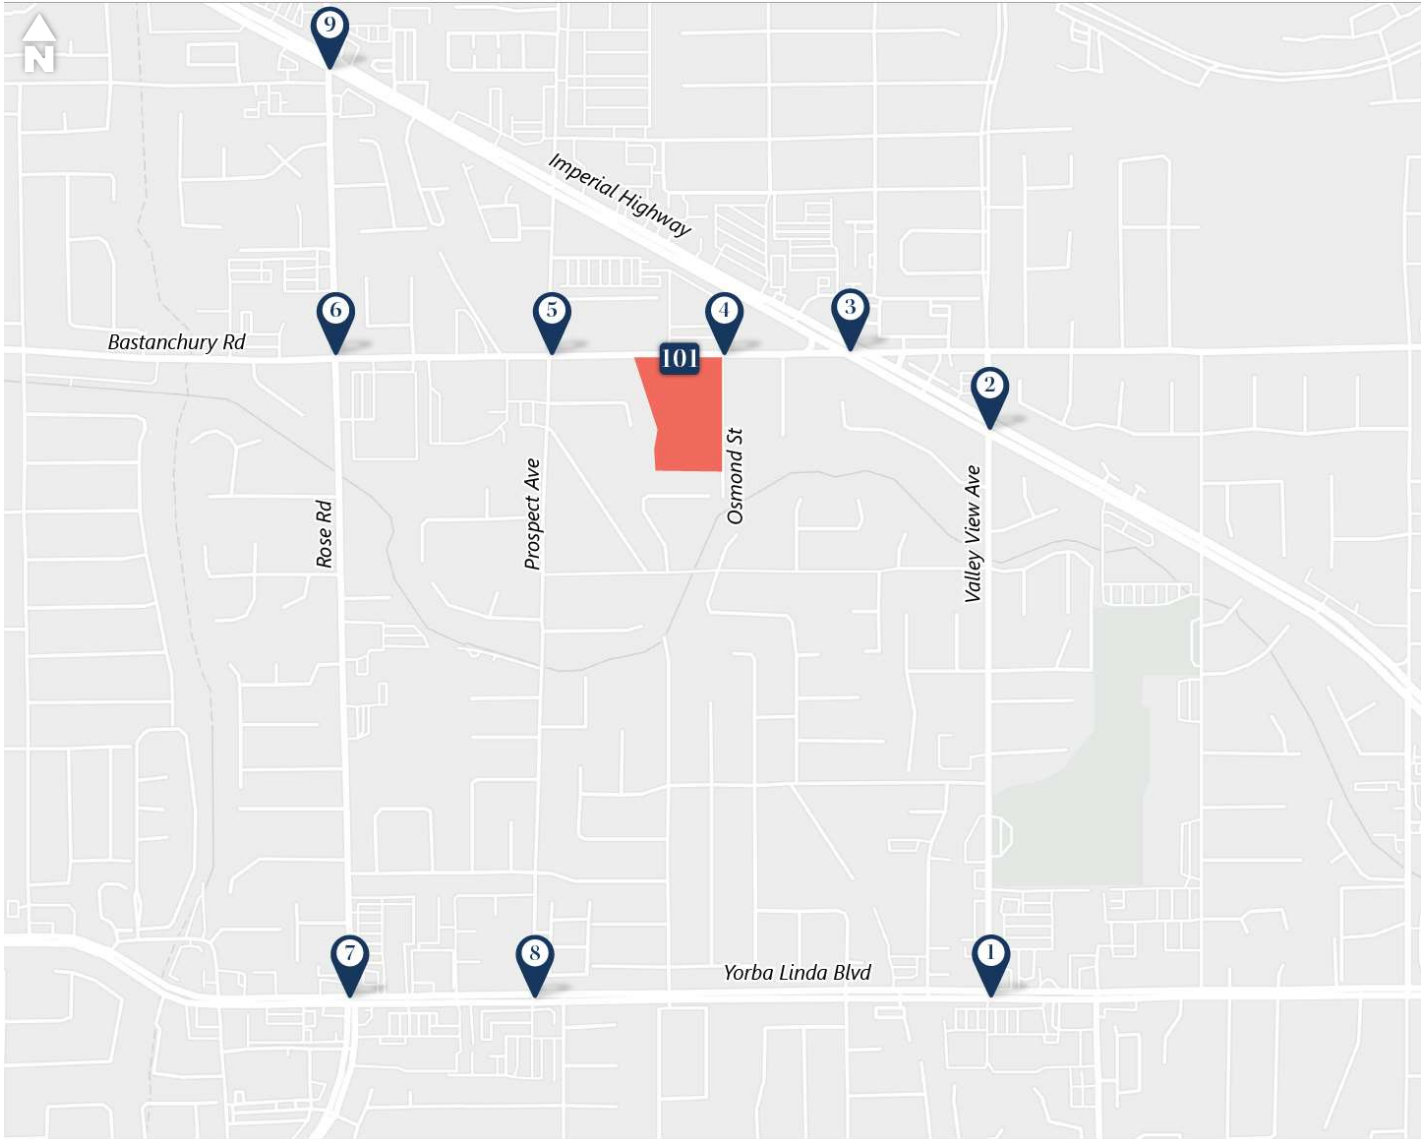 N
9
Imperial Highway
6
5
4
3
Bastanchury Rd
101
2
Osmond St
Prospect Ave
Rose Rd
Valley View Ave
7
8
1
Yorba Linda Blvd